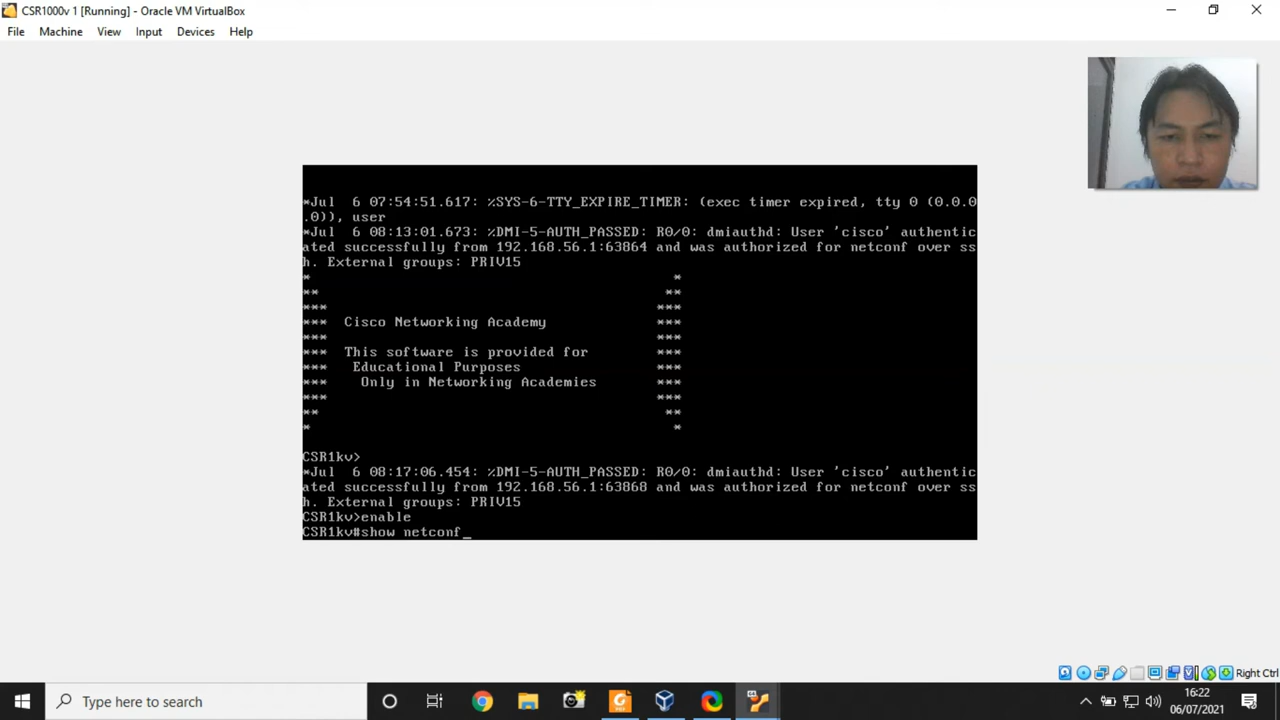 CSR1000v 1 [Running] - Oracle VM VirtualBox
File Machine View Input Devices Help
*Jul 6 07:54:51.617: %SYS-6-TTY_EXPIRE_TIMER: (exec timer expired, tty 0 (0.0.0
.0)), user
*Jul 6 08:13:01.673: %DMI-5-AUTH_PASSED: R0/0: dmiauthd: User 'cisco' authentic
ated successfully from 192.168.56.1:63864 and was authorized for netconf over ss
h. External groups: PRIV15
* *
** **
*** ***
*** Cisco Networking Academy ***
*** ***
*** This software is provided for ***
*** Educational Purposes ***
*** Only in Networking Academies ***
*** ***
** **
* *
CSR1kv>
*Jul 6 08:17:06.454: %DMI-5-AUTH_PASSED: R0/0: dmiauthd: User 'cisco' authentic
ated successfully from 192.168.56.1:63868 and was authorized for netconf over ss
h. External groups: PRIV15
CSR1kv>enable
CSR1kv#show netconf_
Right Ctrl
Type here to search
16:22
06/07/2021